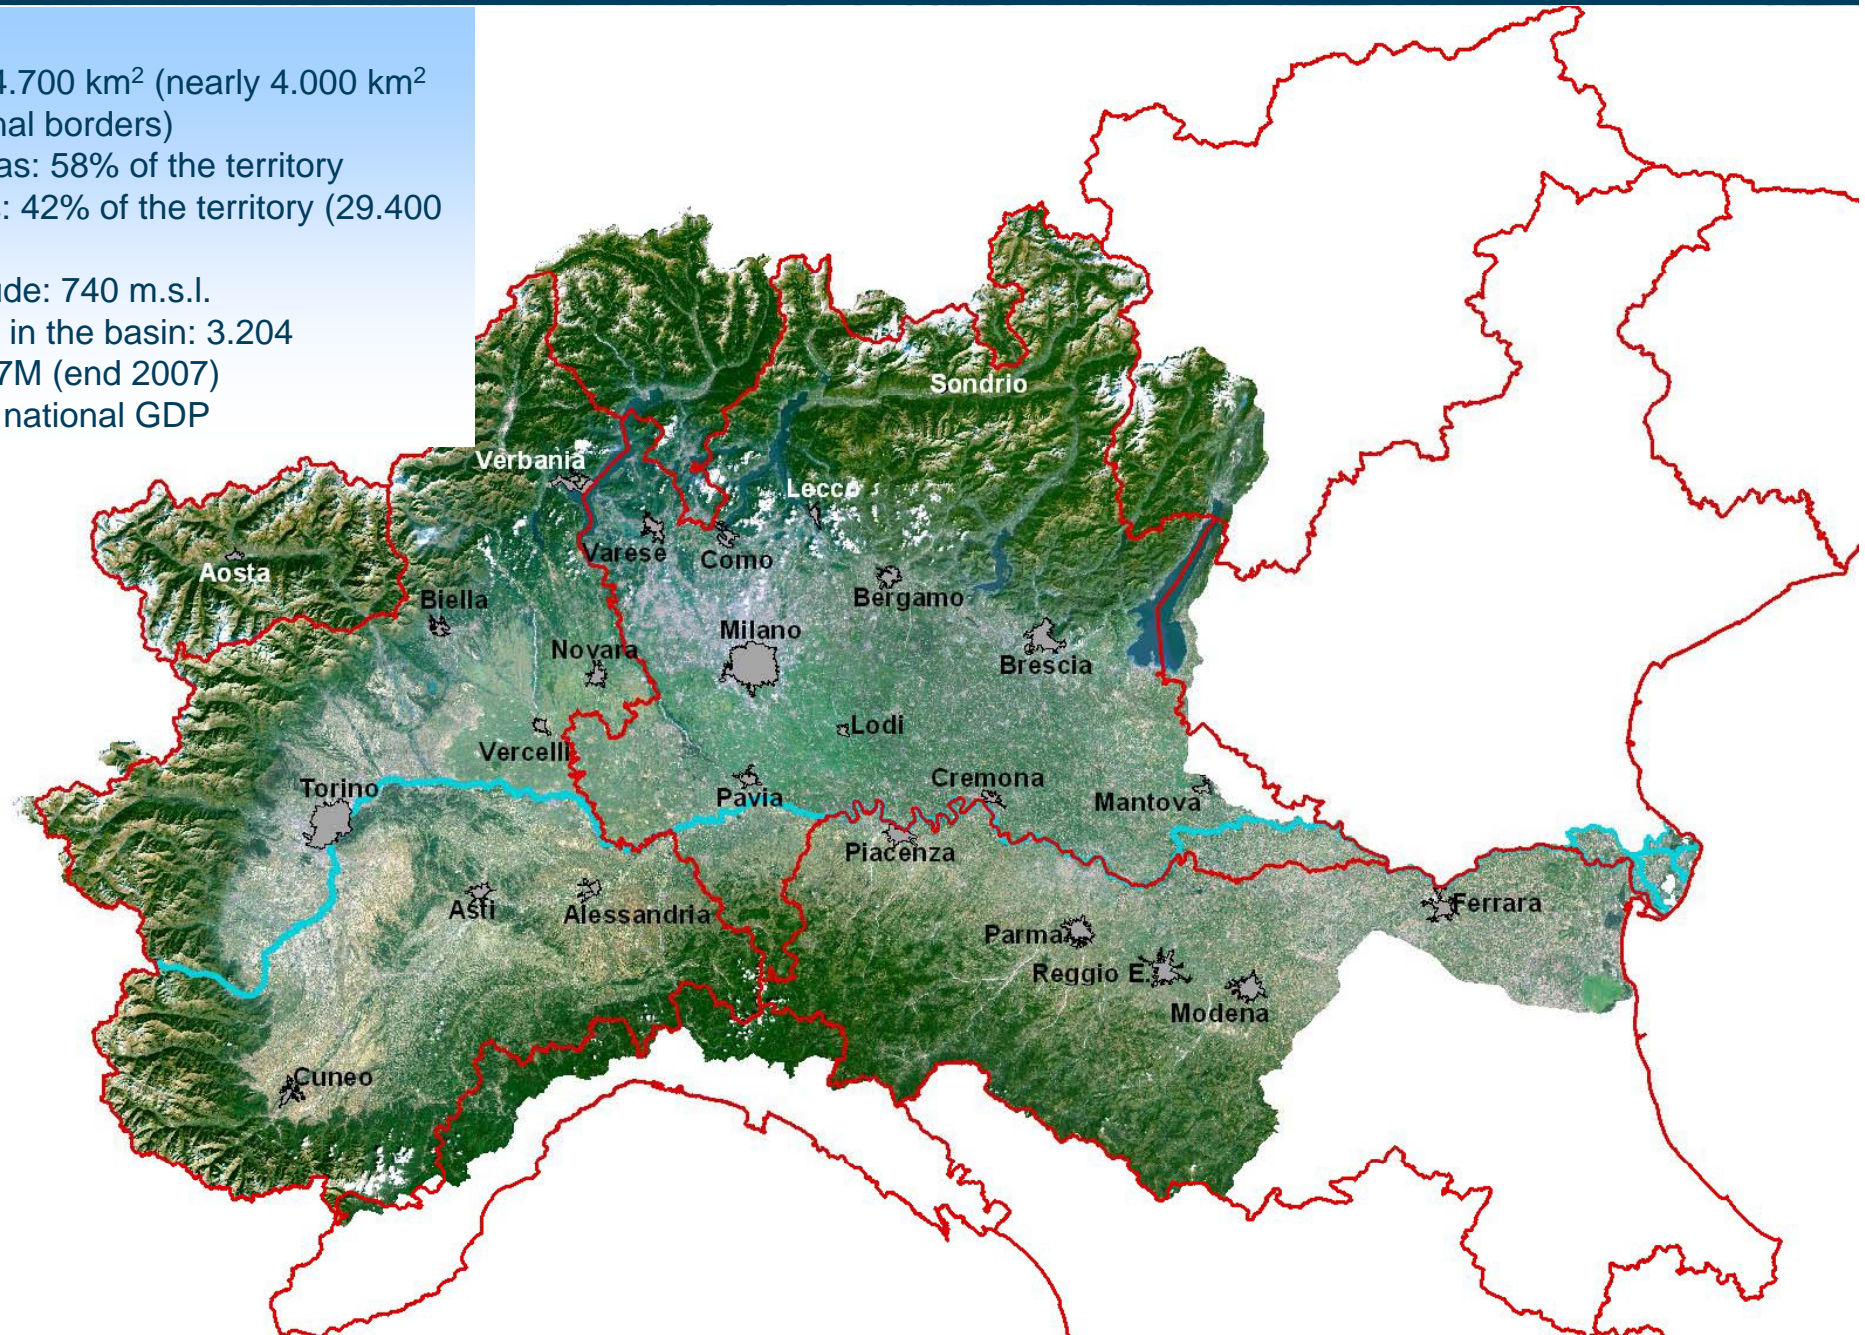 4.700 km² (nearly 4.000 km²
nal borders)
as: 58% of the territory
s: 42% of the territory (29.400
ude: 740 m.s.l.
in the basin: 3.204
7M (end 2007)
national GDP
Sondrio
Verbania
Lecco
Varese
Como
Aosta
Bergamo
Biella
Milano
Novara
Brescia
Lodi
Vercelli
Cremona
Torino
Pavia
Mantova
Piacenza
Ferrara
Asti
Alessandria
Parma
Reggio E.
Modena
Cuneo